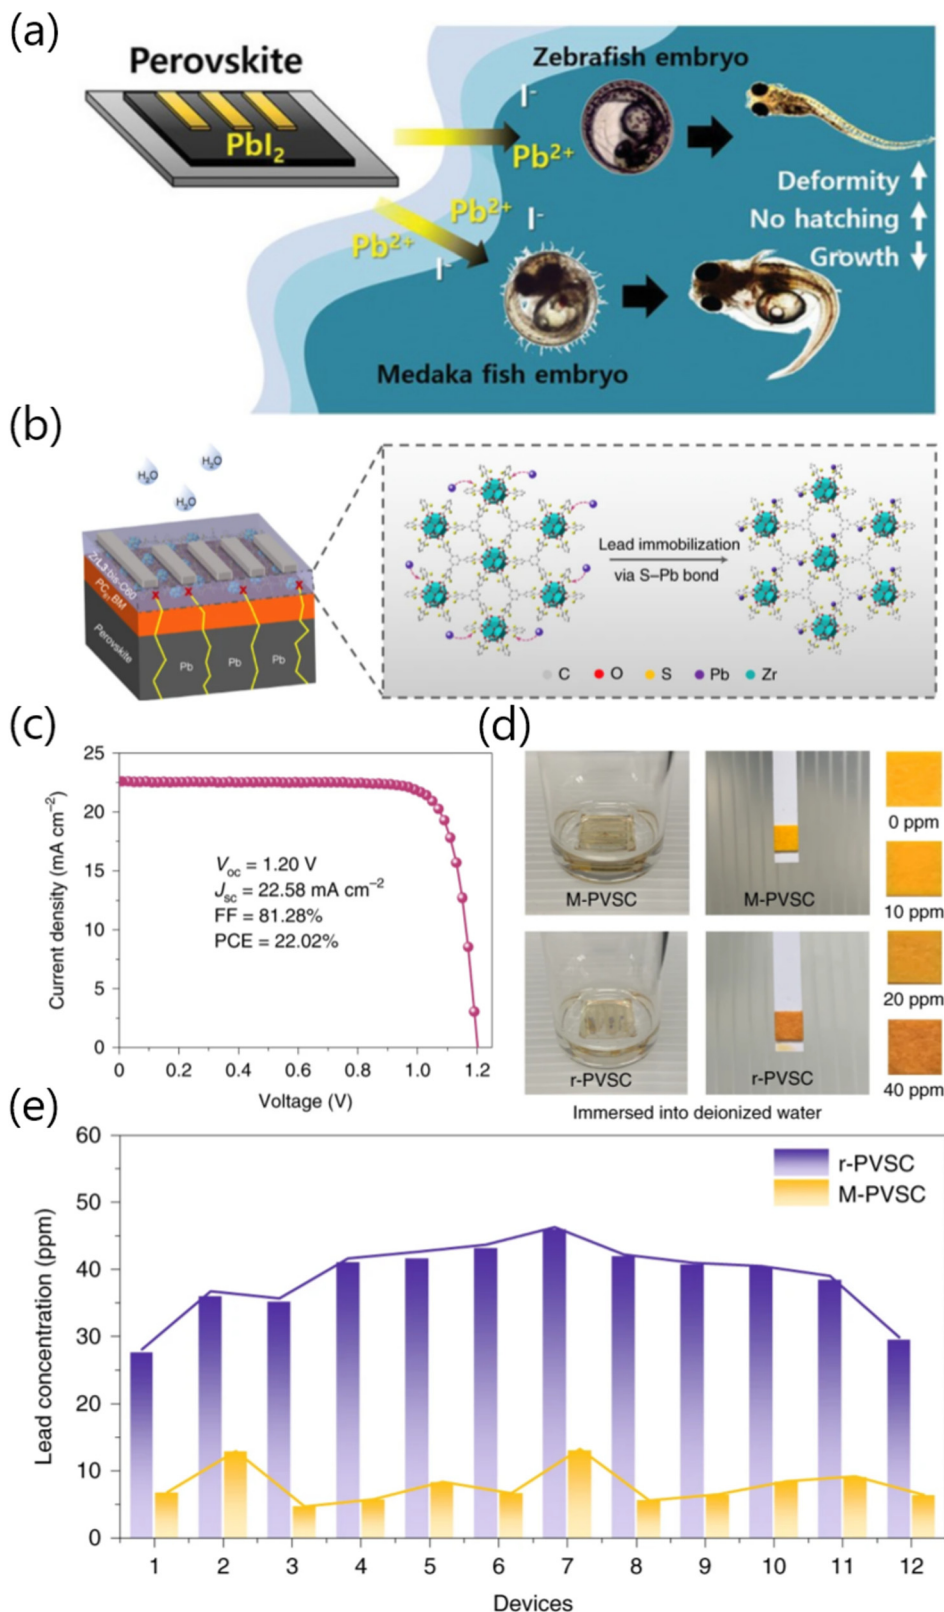 (a)
Perovskite
PbI₂
Zebrafish embryo
I⁻
Pb²⁺
Deformity ↑
No hatching ↑
Growth ↓
Pb²⁺
I⁻
Pb²⁺
I⁻
Medaka fish embryo
(b)
H₂O
H₂O
H₂O
ZrL3:bis-C60
PC₆₁BM
Perovskite
Pb
Pb
Pb
Lead immobilization
via S–Pb bond
C
O
S
Pb
Zr
(c)
25
20
15
10
5
0
Current density (mA cm⁻²)
Voc = 1.20 V
Jsc = 22.58 mA cm⁻²
FF = 81.28%
PCE = 22.02%
0 0.2 0.4 0.6 0.8 1.0 1.2
Voltage (V)
(d)
M-PVSC
M-PVSC
r-PVSC
r-PVSC
0 ppm
10 ppm
20 ppm
40 ppm
Immersed into deionized water
(e)
60
50
40
30
20
10
0
Lead concentration (ppm)
r-PVSC
M-PVSC
1 2 3 4 5 6 7 8 9 10 11 12
Devices